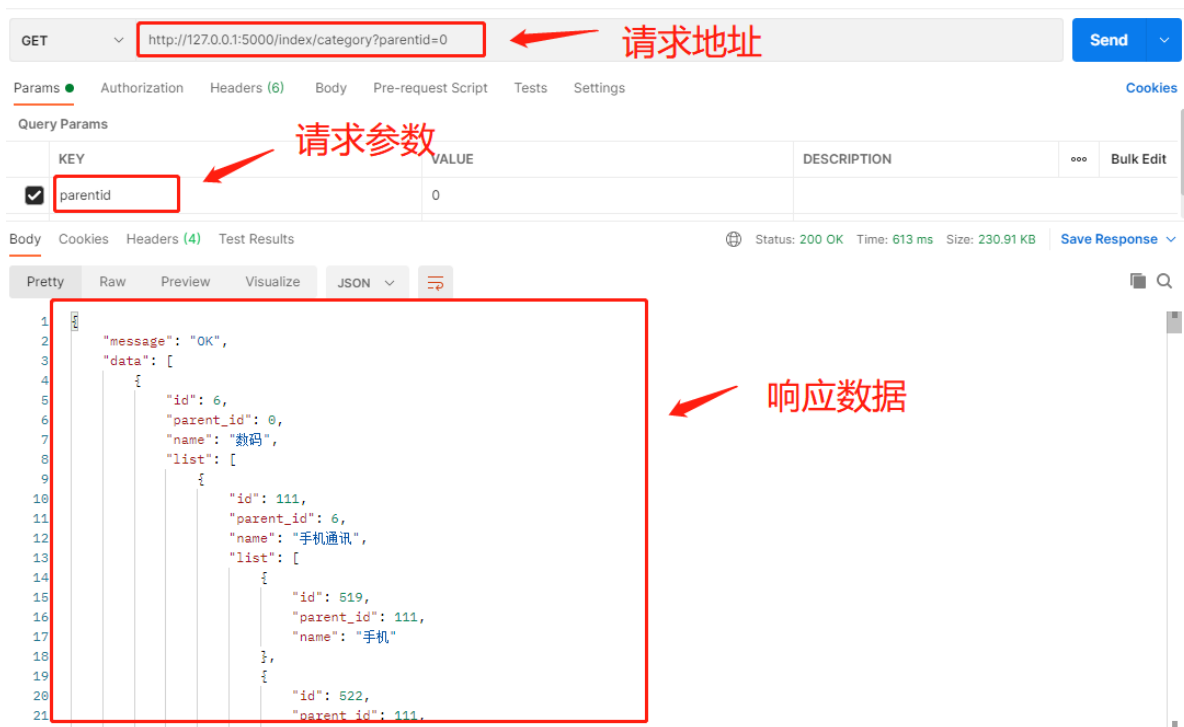 GET http://127.0.0.1:5000/index/category?parentid=0 请求地址 Send
Params Authorization Headers (6) Body Pre-request Script Tests Settings Cookies
Query Params
请求参数
KEY VALUE DESCRIPTION ooo Bulk Edit
parentid 0
Body Cookies Headers (4) Test Results Status: 200 OK Time: 613 ms Size: 230.91 KB Save Response
Pretty Raw Preview Visualize JSON
1 {
2 "message": "OK",
3 "data": [
4 {
5 "id": 6,
6 "parent_id": 0,
7 "name": "数码",
8 "list": [
9 {
10 "id": 111,
11 "parent_id": 6,
12 "name": "手机通讯",
13 "list": [
14 {
15 "id": 519,
16 "parent_id": 111,
17 "name": "手机"
18 },
19 {
20 "id": 522,
21 "parent_id": 111,
响应数据